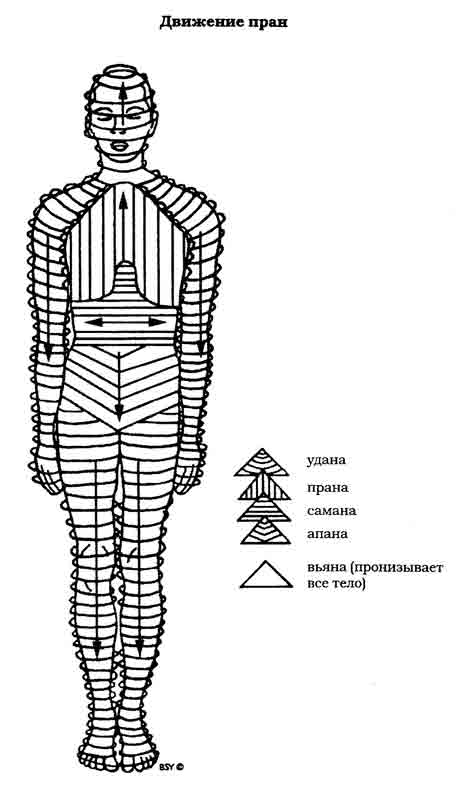 Движение пран
удана
прана
самана
апана
вьяна (пронизывает
все тело)
BSY ©